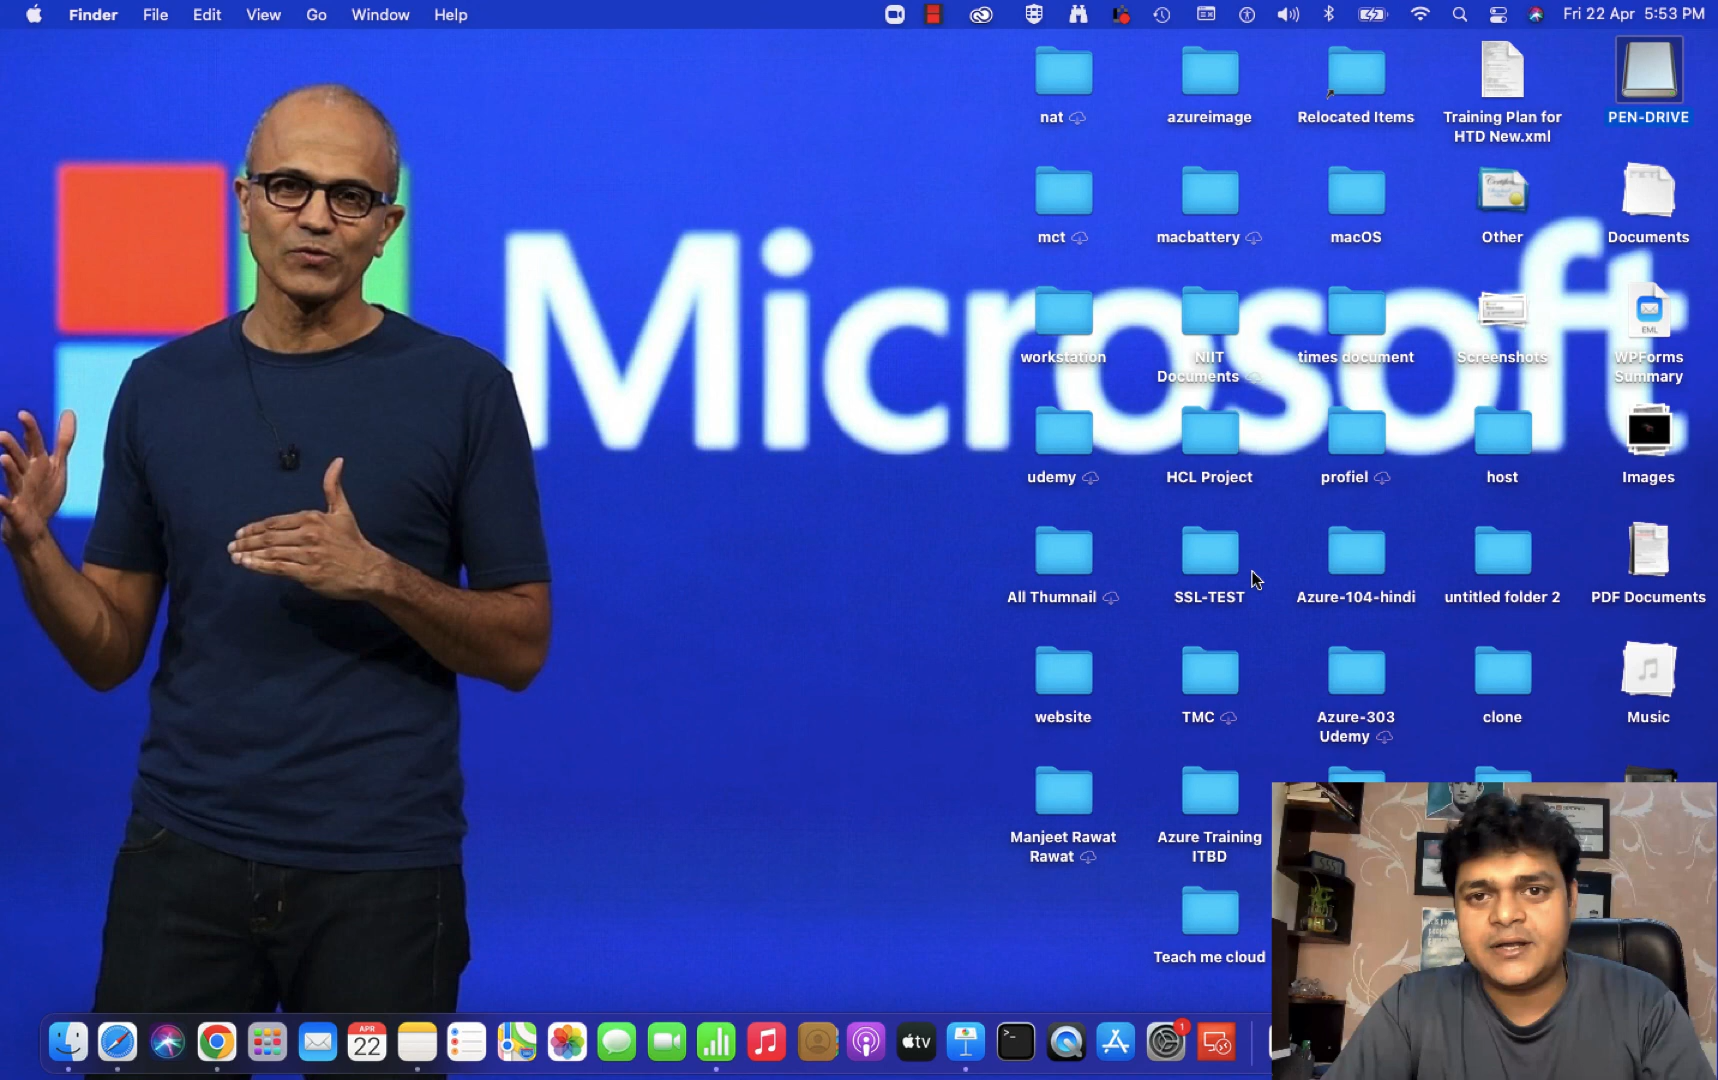 Finder File Edit View Go Window Help Fri 22 Apr 5:53 PM
nat azureimage Relocated Items Training Plan for HTD New.xml PEN-DRIVE
mct macbattery macOS Other Documents
Microsoft
EML
workstation NIIT Documents times document Screenshots WPForms Summary
udemy HCL Project profiel host Images
All Thumnail SSL-TEST Azure-104-hindi untitled folder 2 PDF Documents
website TMC Azure-303 Udemy clone Music
Manjeet Rawat Rawat Azure Training ITBD
Teach me cloud
APR
22
tv
1